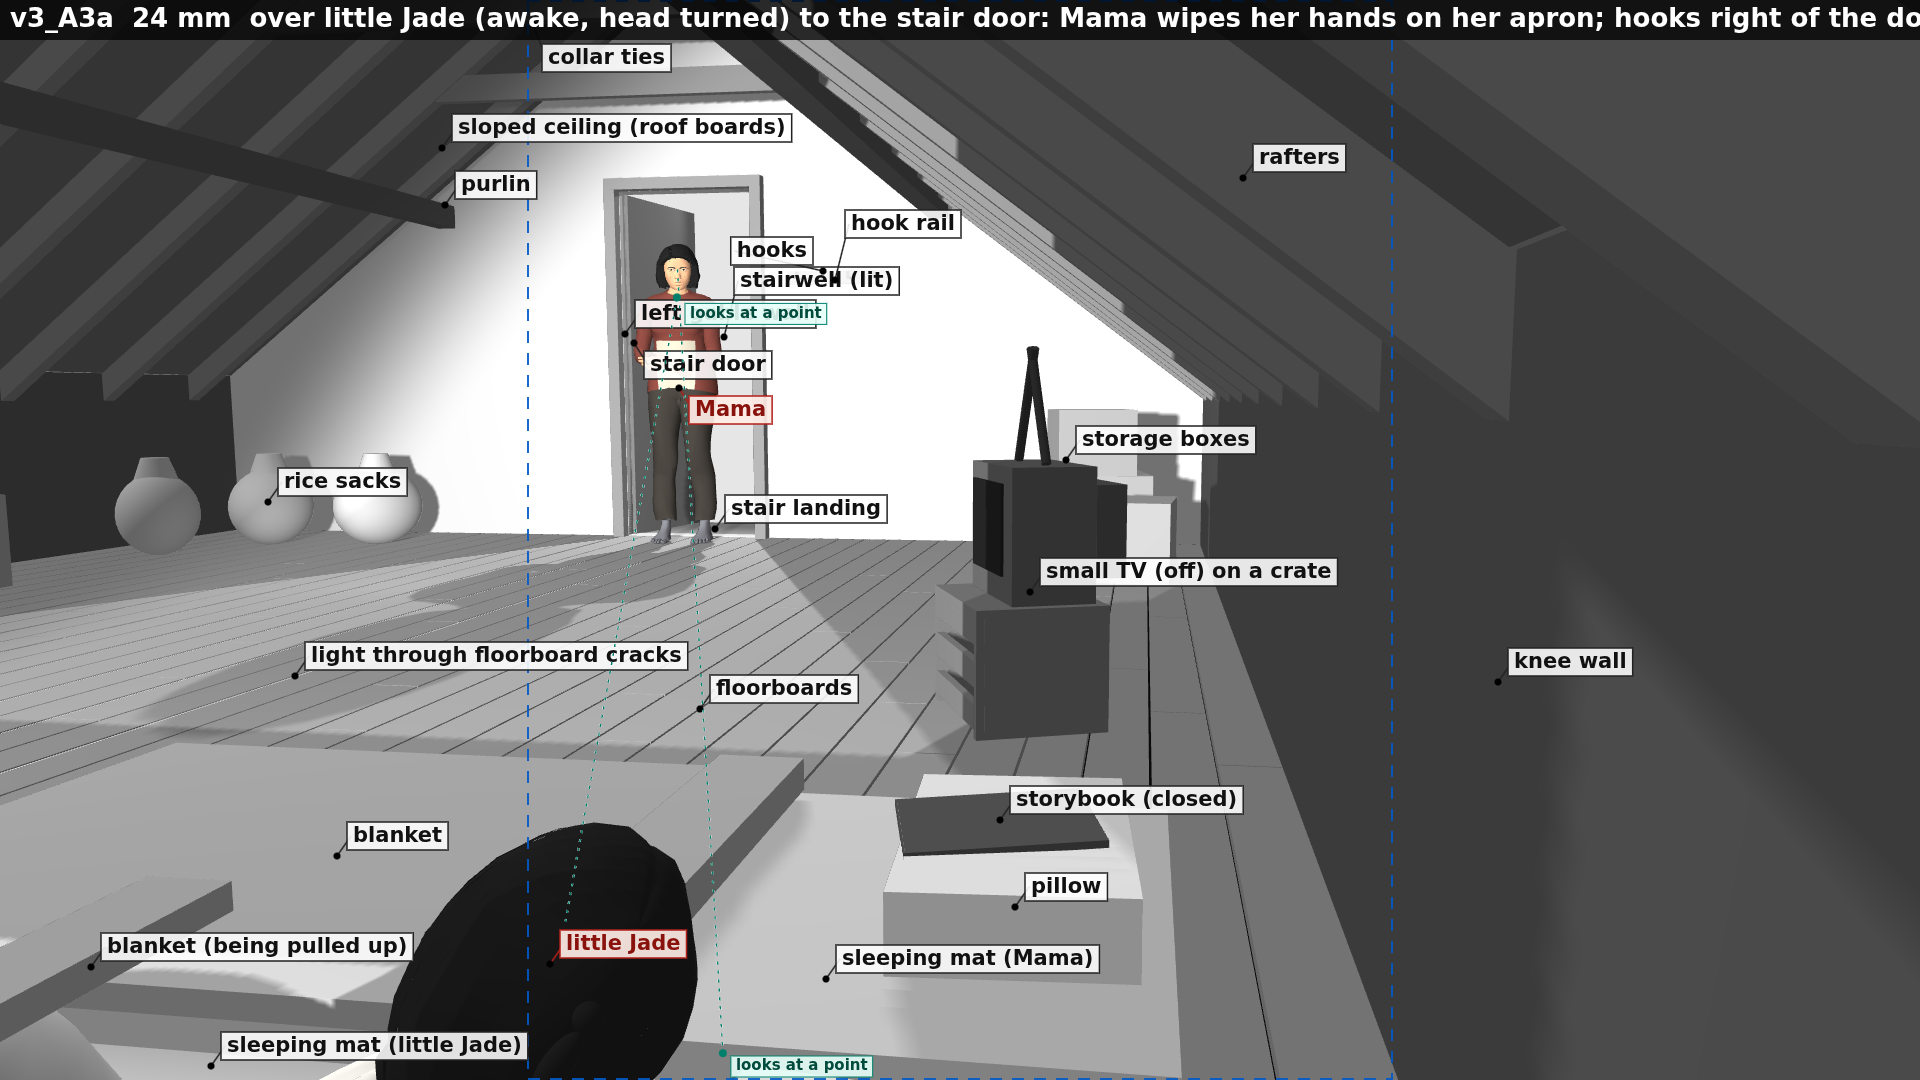 v3_A3a 24 mm over little Jade (awake, head turned) to the stair door: Mama wipes her hands on her apron; hooks right of the do
collar ties
sloped ceiling (roof boards)
rafters
purlin
hook rail
hooks
stairwell (lit)
left
looks at a point
stair door
Mama
storage boxes
rice sacks
stair landing
small TV (off) on a crate
light through floorboard cracks
knee wall
floorboards
storybook (closed)
blanket
pillow
little Jade
blanket (being pulled up)
sleeping mat (Mama)
sleeping mat (little Jade)
looks at a point